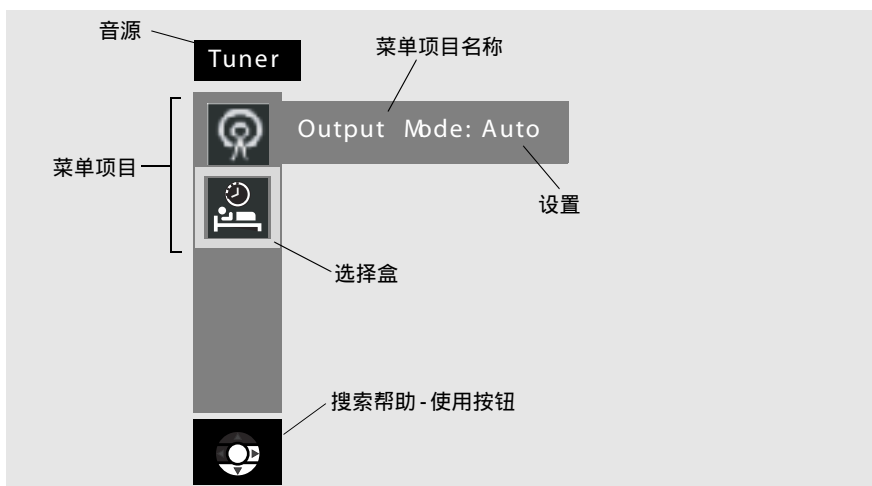 音源
菜单项目名称
Tuner
Output Mode: Auto
菜单项目
设置
选择盒
搜索帮助 - 使用按钮